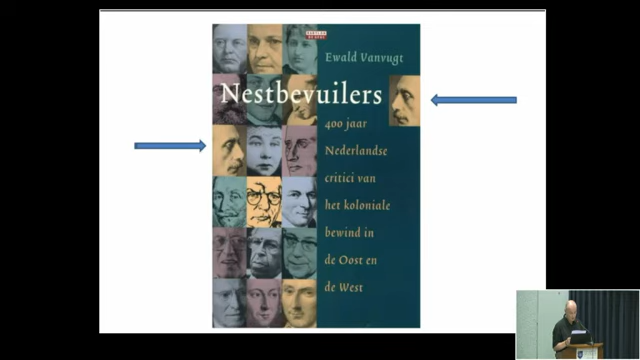 Ewald Vanvugt
Nestbevuilers
400 jaar
Nederlandse
critici van
het koloniale
bewind in
de Oost en
de West